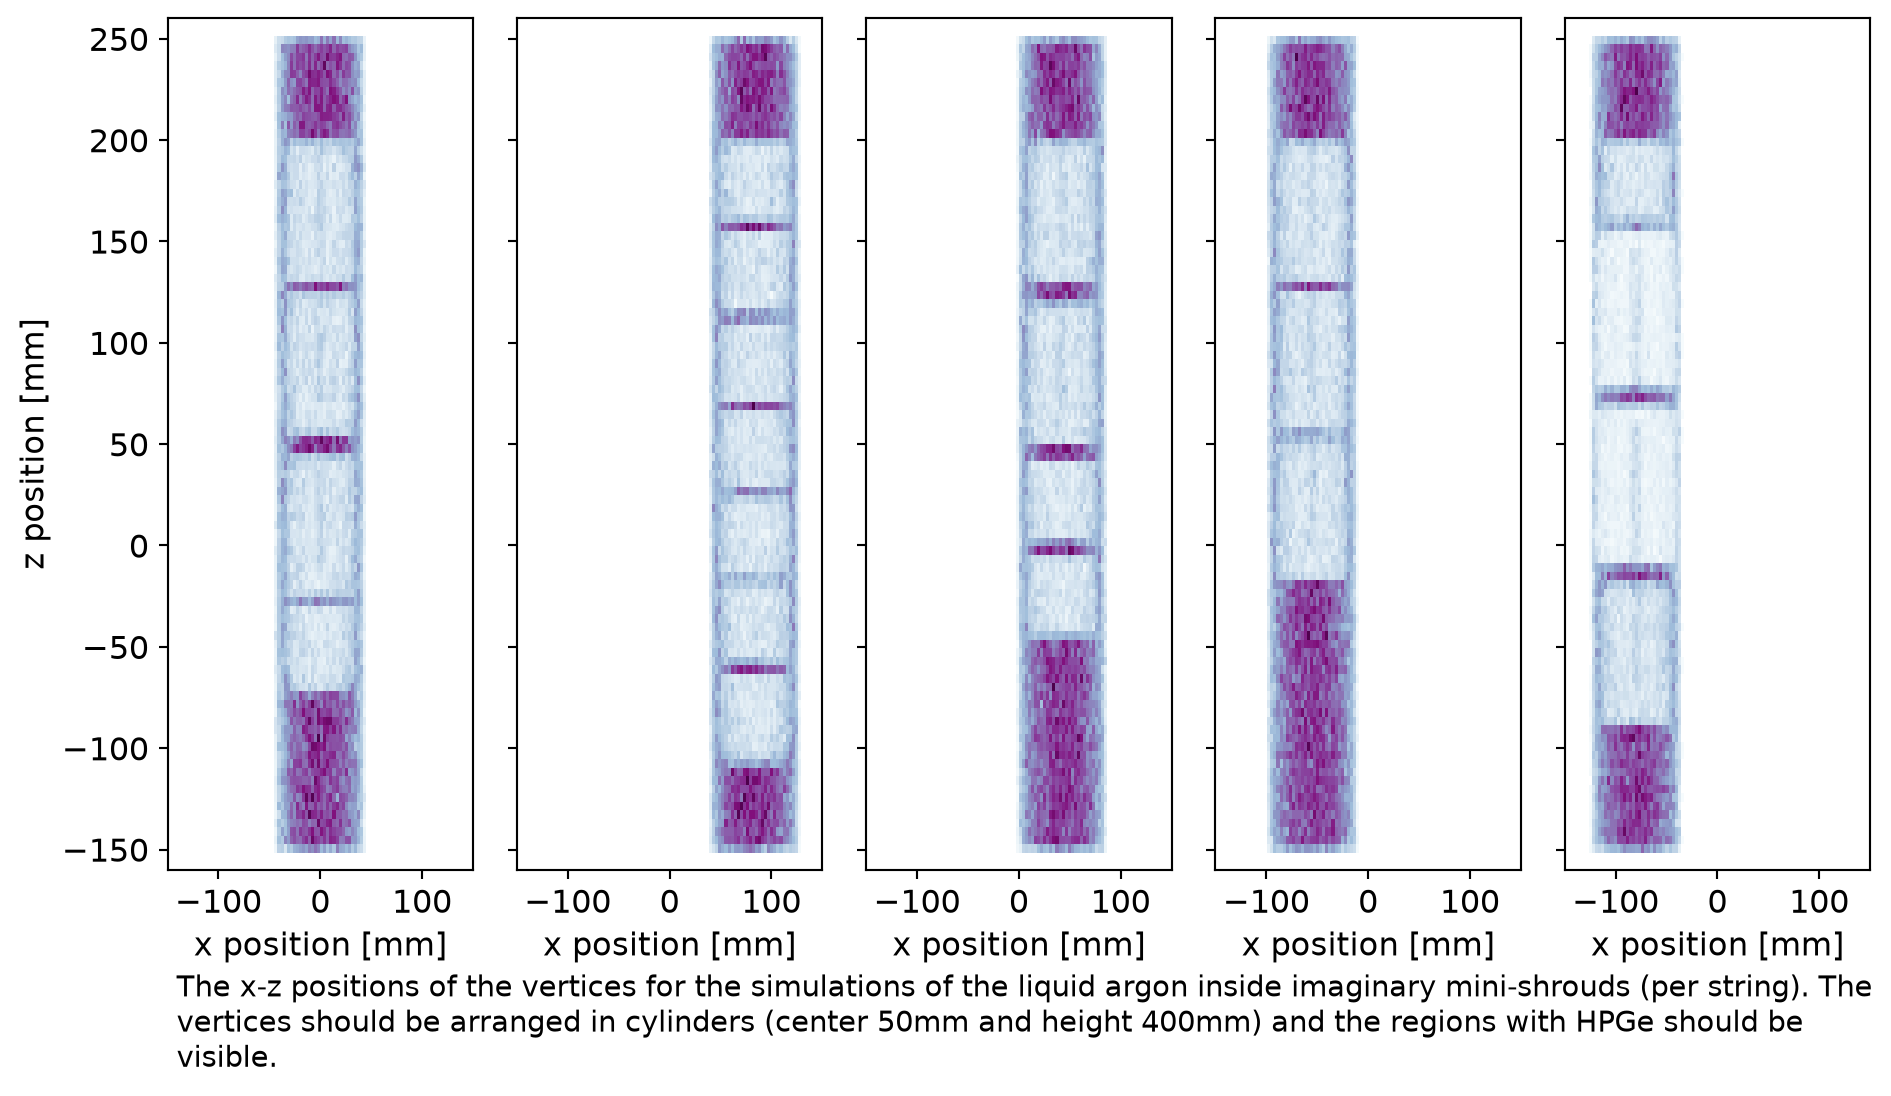 250
200
150
100
50
0
−50
−100
−150
z position [mm]
−100 0 100
−100 0 100
−100 0 100
−100 0 100
−100 0 100
x position [mm]
x position [mm]
x position [mm]
x position [mm]
x position [mm]
The x-z positions of the vertices for the simulations of the liquid argon inside imaginary mini-shrouds (per string). The
vertices should be arranged in cylinders (center 50mm and height 400mm) and the regions with HPGe should be
visible.